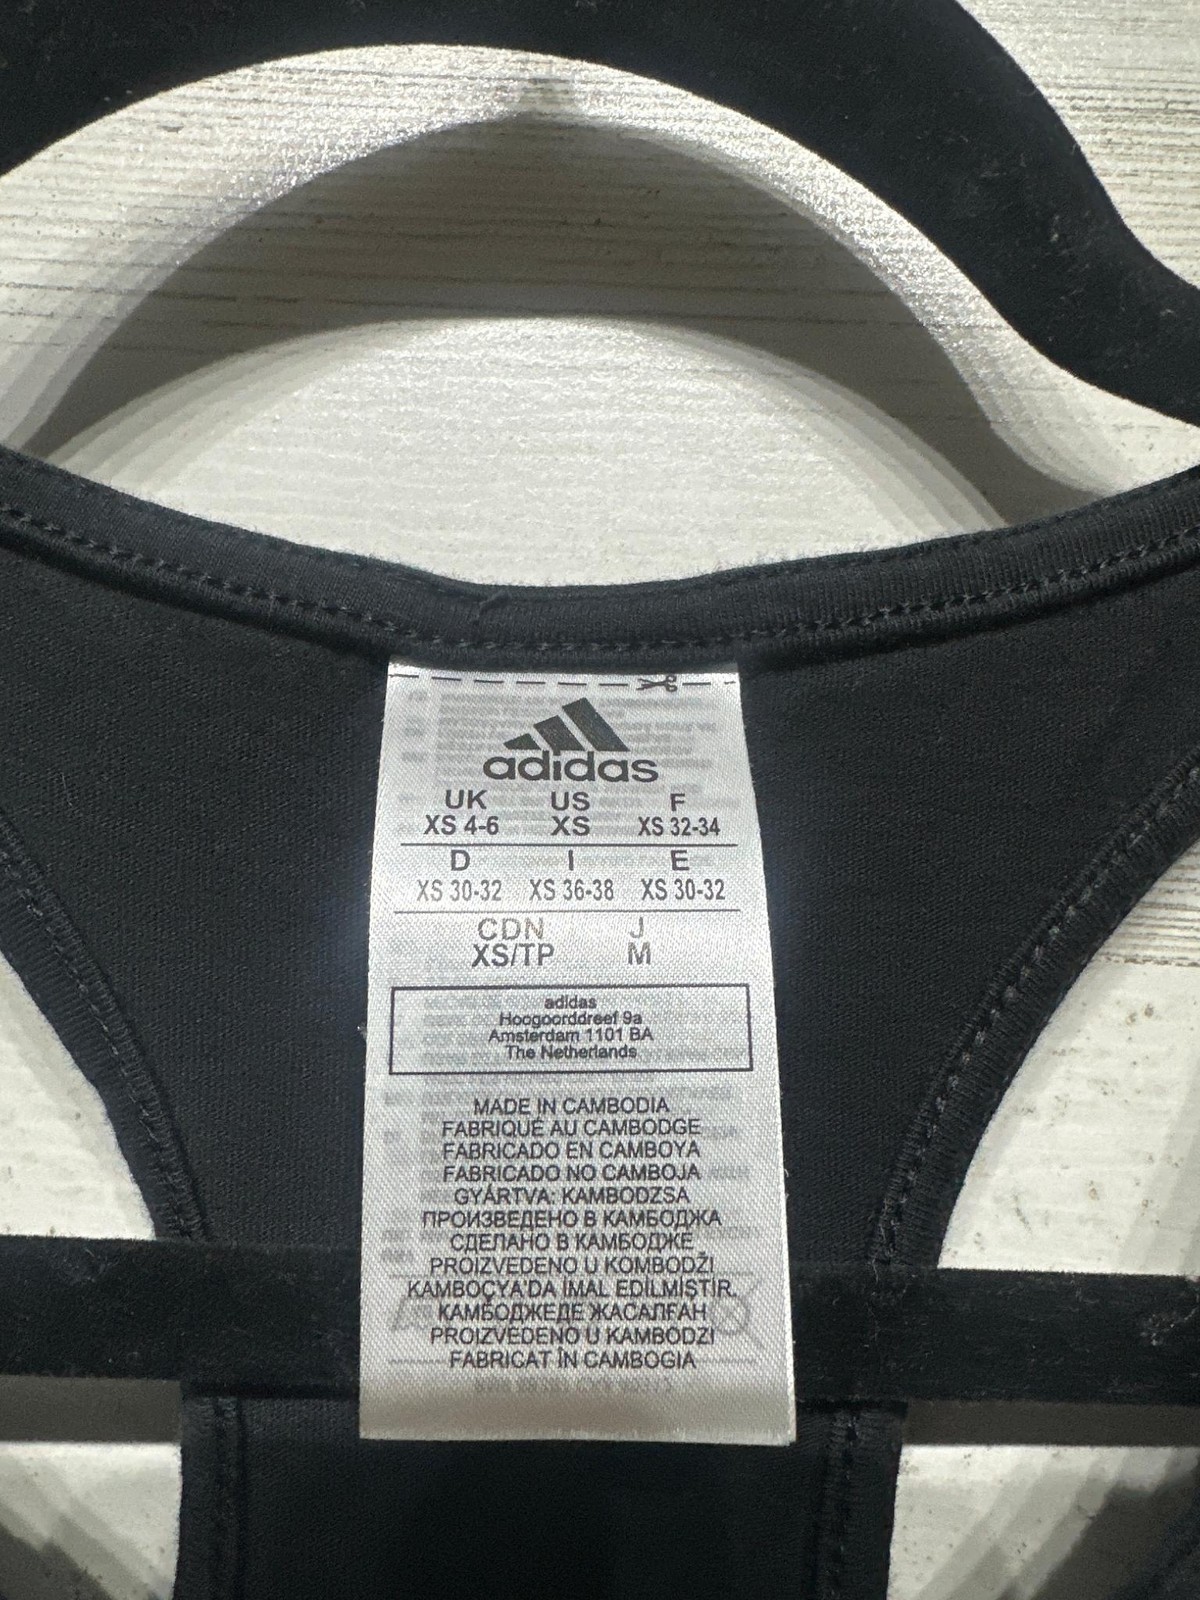 adidas
UK US F
XS 4-6 XS XS 32-34
D I E
XS 30-32 XS 36-38 XS 30-32
CDN J
XS/TP M
adidas
Hoogoorddreef 9a
Amsterdam 1101 BA
The Netherlands
MADE IN CAMBODIA
FABRIQUÉ AU CAMBODGE
FABRICADO EN CAMBOYA
FABRICADO NO CAMBOJA
GYÁRTVA: KAMBODZSA
ПРОИЗВЕДЕНО В КАМБОДЖА
СДЕЛАНО В КАМБОДЖЕ
PROIZVEDENO U KOMBODŽI
KAMBOÇYA'DA İMAL EDİLMİŞTİR.
КАМБОДЖЕДЕ ЖАСАЛҒАН
PROIZVEDENO U KAMBODŽI
FABRICAT ÎN CAMBOGIA